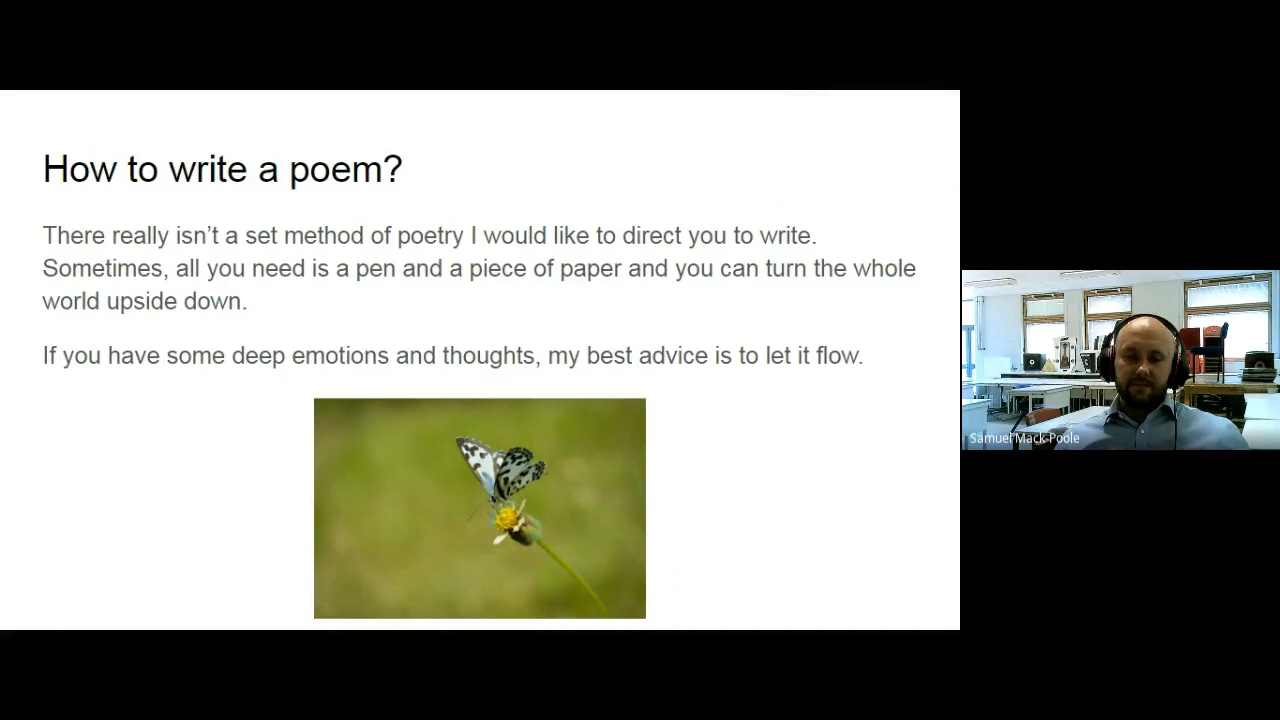 How to write a poem?
There really isn’t a set method of poetry I would like to direct you to write.
Sometimes, all you need is a pen and a piece of paper and you can turn the whole
world upside down.
If you have some deep emotions and thoughts, my best advice is to let it flow.
Samuel Mack-Poole